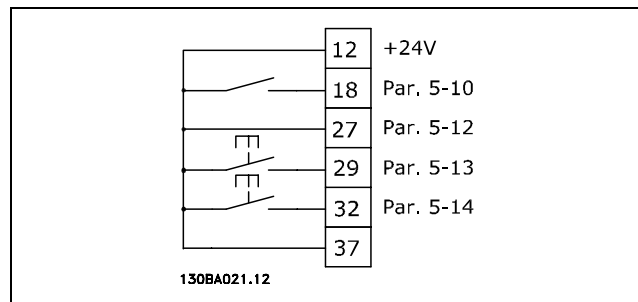 12 +24V
18 Par. 5-10
27 Par. 5-12
29 Par. 5-13
32 Par. 5-14
37
130BA021.12